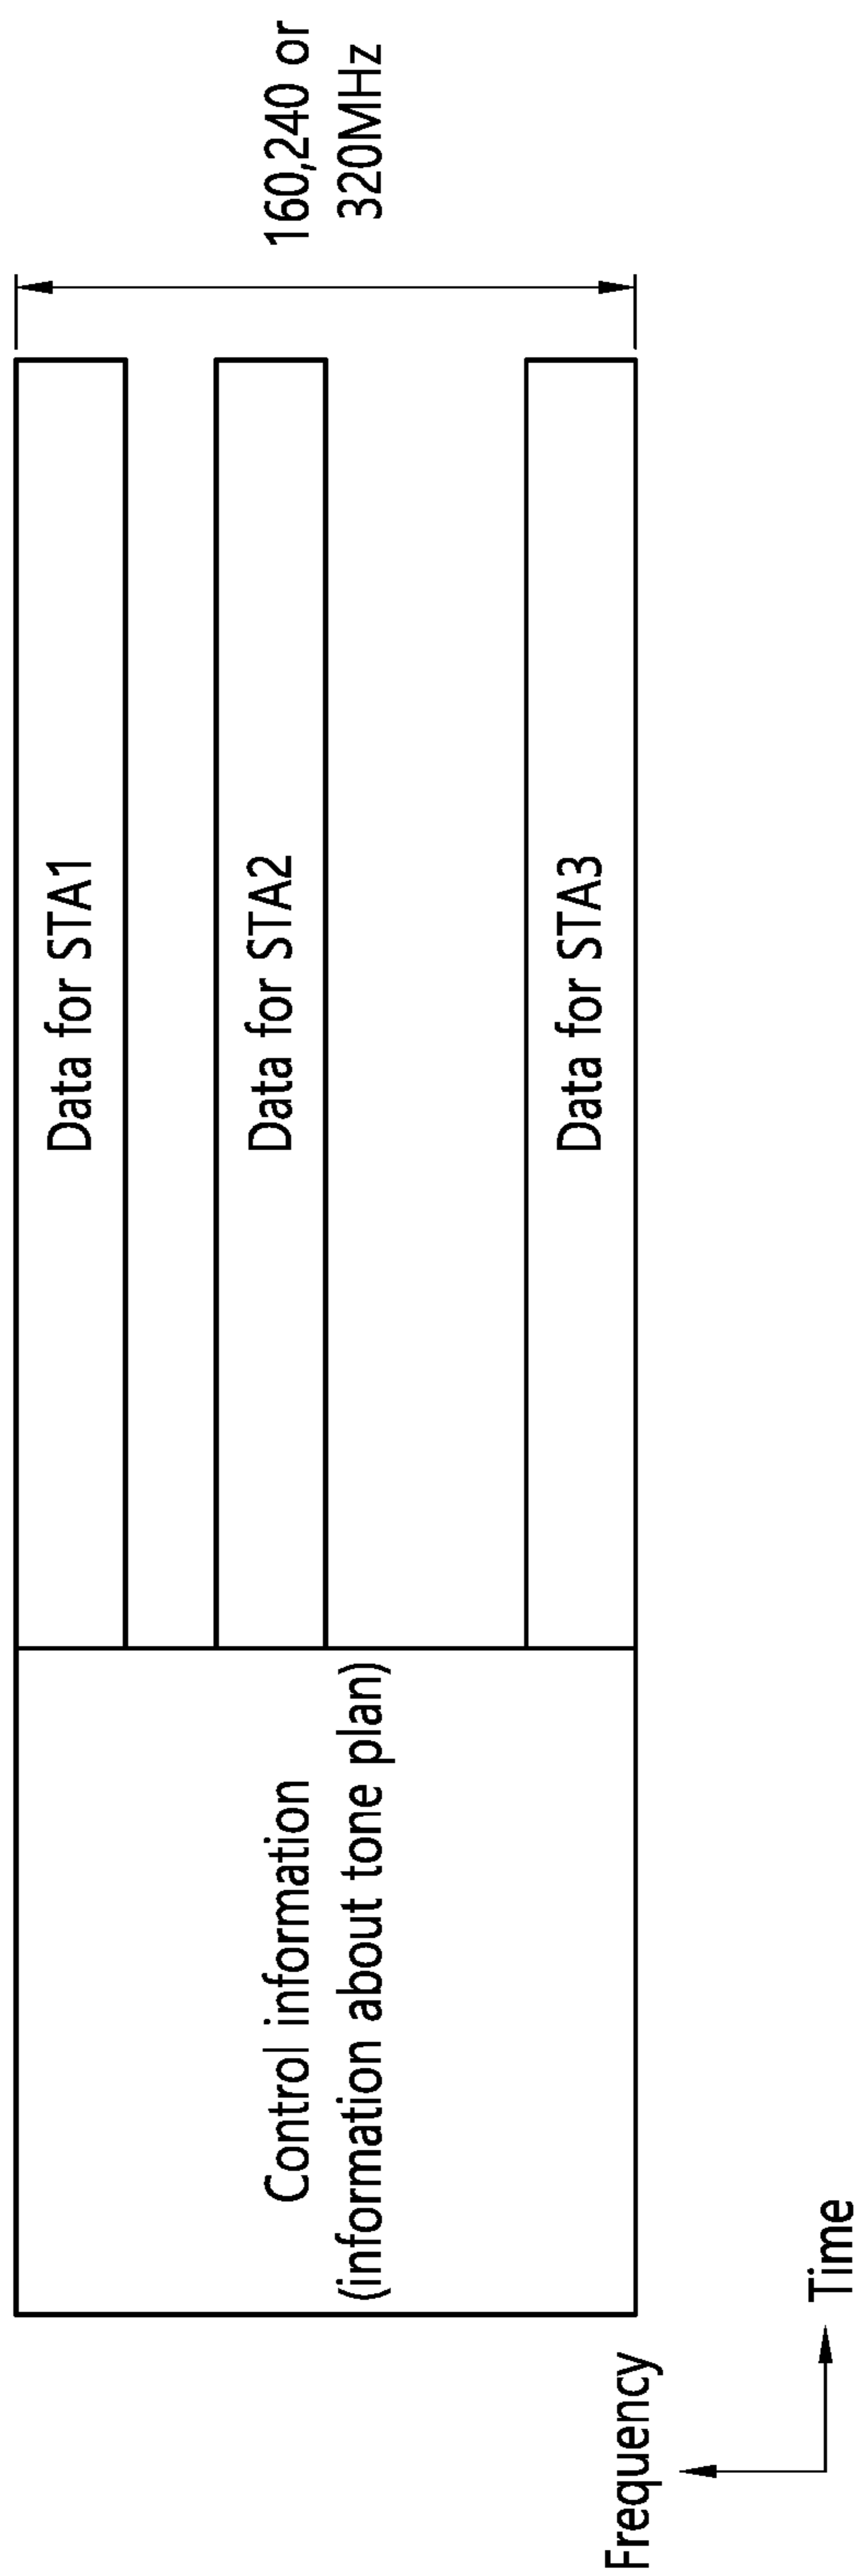 160,240 or
320MHz
Data for STA1
Data for STA2
Data for STA3
Control information
(information about tone plan)
Frequency
Time